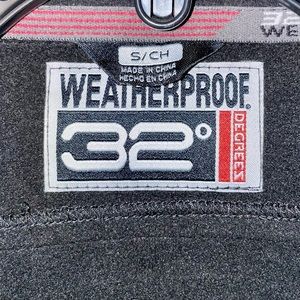 32
WE
S/CH
MADE IN CHINA
HECHO EN CHINA
WEATHERPROOF
32°
DEGREES